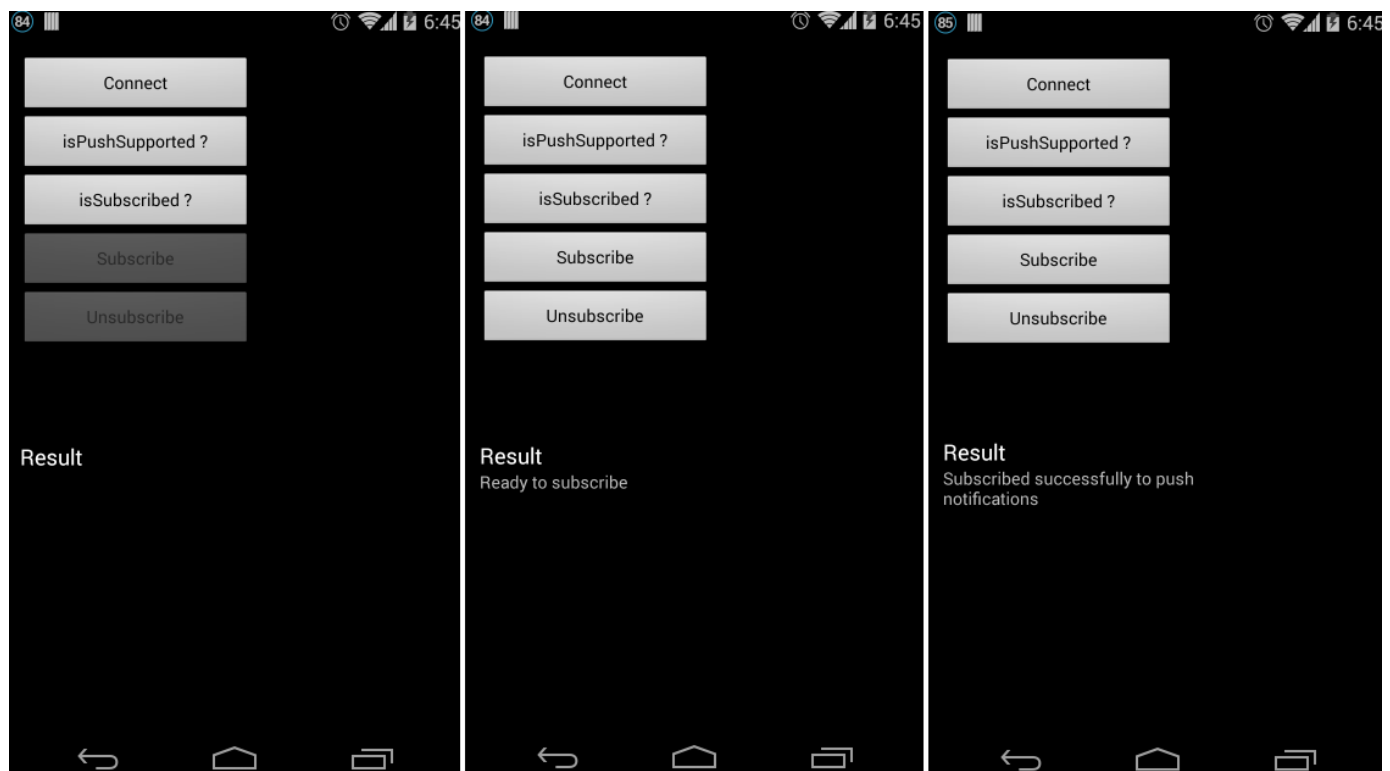 84
6:45
Connect
isPushSupported ?
isSubscribed ?
Subscribe
Unsubscribe
Result
84
6:45
Connect
isPushSupported ?
isSubscribed ?
Subscribe
Unsubscribe
Result
Ready to subscribe
85
6:45
Connect
isPushSupported ?
isSubscribed ?
Subscribe
Unsubscribe
Result
Subscribed successfully to push
notifications